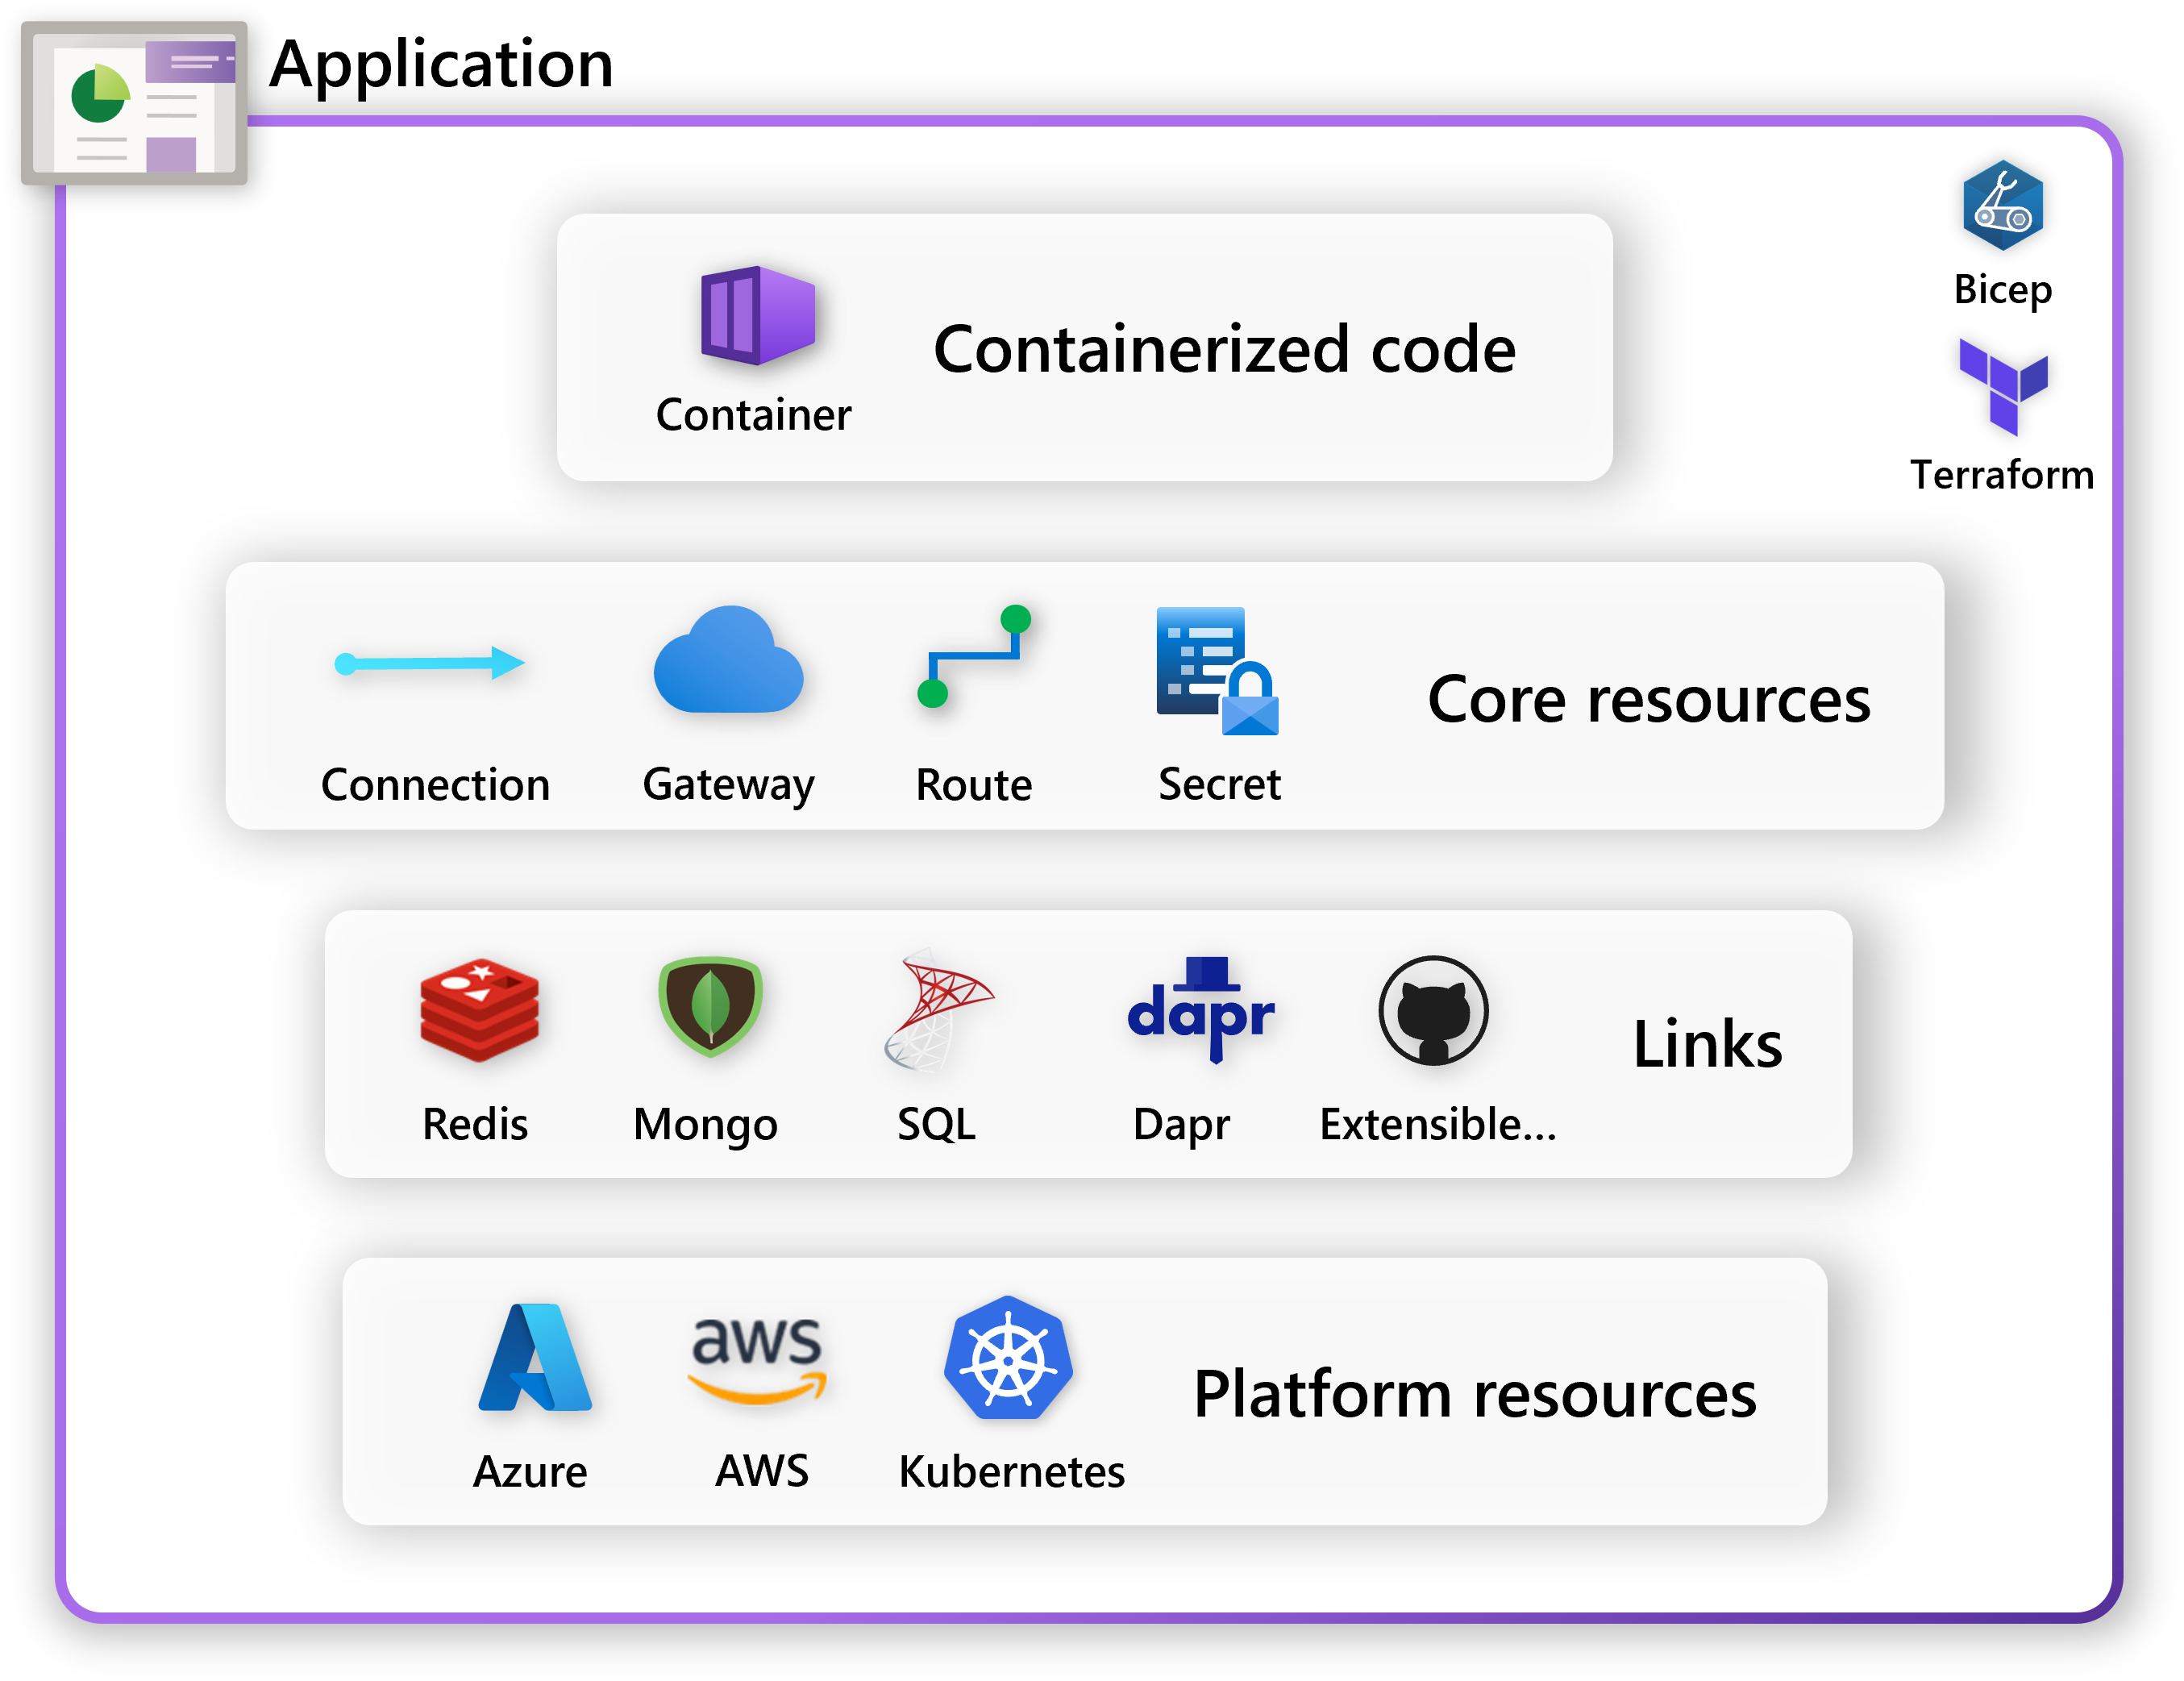 Application
Bicep
Terraform
Container
Containerized code
Connection
Gateway
Route
Secret
Core resources
dapr
Redis
Mongo
SQL
Dapr
Extensible...
Links
aws
Azure
AWS
Kubernetes
Platform resources